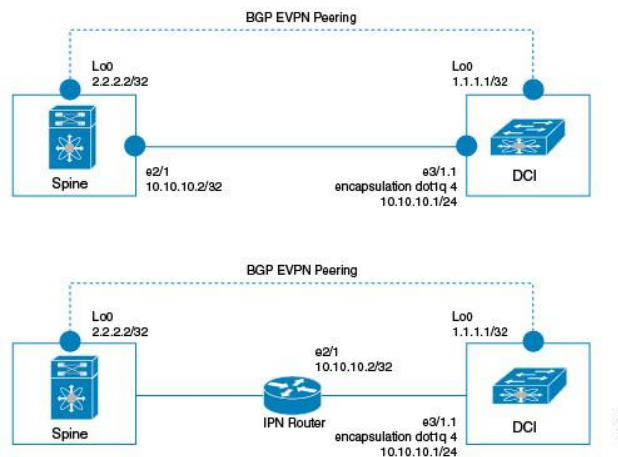 BGP EVPN Peering
Lo0
2.2.2.2/32
Lo0
1.1.1.1/32
Spine
e2/1
10.10.10.2/32
e3/1.1
encapsulation dot1q 4
10.10.10.1/24
DCI
BGP EVPN Peering
Lo0
2.2.2.2/32
Lo0
1.1.1.1/32
e2/1
10.10.10.2/32
Spine
IPN Router
e3/1.1
encapsulation dot1q 4
10.10.10.1/24
DCI